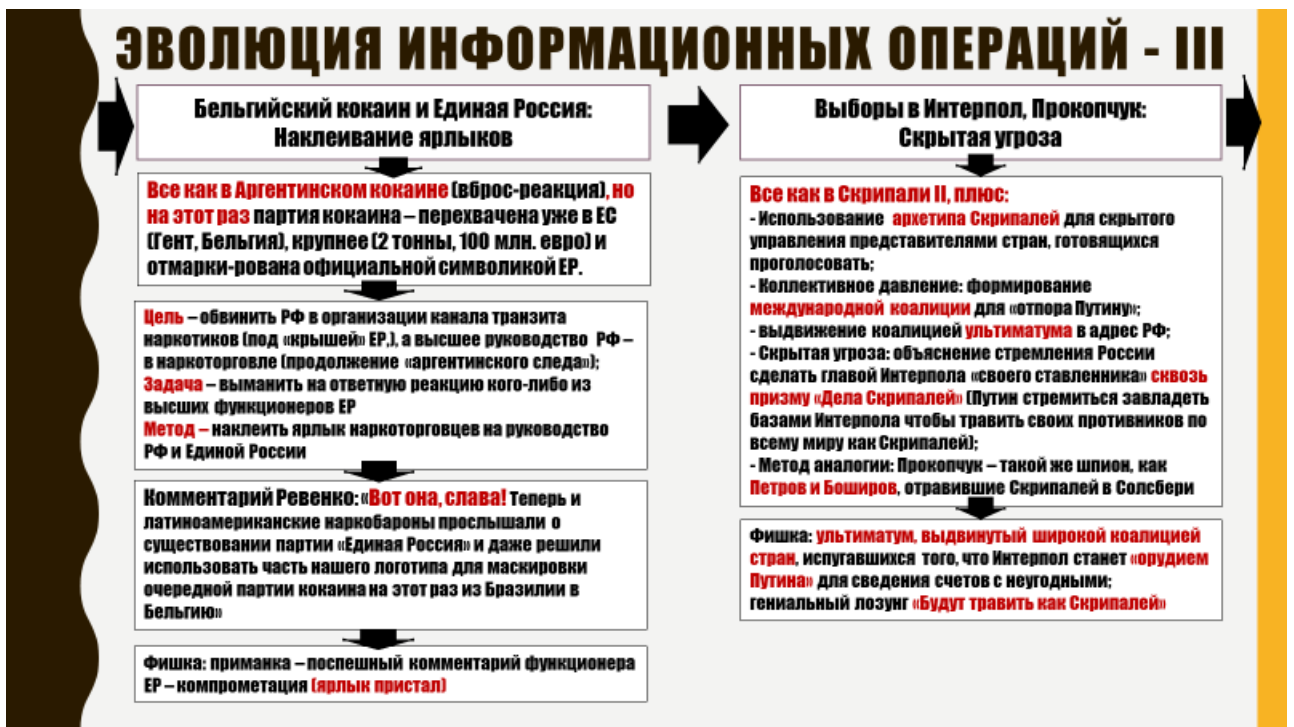 ЭВОЛЮЦИЯ ИНФОРМАЦИОННЫХ ОПЕРАЦИЙ - III
Бельгийский кокаин и Единая Россия:
Наклеивание ярлыков
Все как в Аргентинском кокаине (вброс-реакция), но
на этот раз партия кокаина – перехвачена уже в ЕС
(Гент, Бельгия), крупнее (2 тонны, 100 млн. евро) и
отмарки-рована официальной символикой ЕР.
Цель – обвинить РФ в организации канала транзита
наркотиков (под «крышей» ЕР,), а высшее руководство РФ –
в наркоторговле (продолжение «аргентинского следа»);
Задача – выманить на ответную реакцию кого-либо из
высших функционеров ЕР
Метод – наклеить ярлык наркоторговцев на руководство
РФ и Единой России
Комментарий Ревенко: «Вот она, слава! Теперь и
латиноамериканские наркобароны прослышали о
существовании партии «Единая Россия» и даже решили
использовать часть нашего логотипа для маскировки
очередной партии кокаина на этот раз из Бразилии в
Бельгию»
Фишка: приманка – поспешный комментарий функционера
ЕР – компрометация (ярлык пристал)
Выборы в Интерпол, Прокопчук:
Скрытая угроза
Все как в Скрипали II, плюс:
- Использование архетипа Скрипалей для скрытого
управления представителями стран, готовящихся
проголосовать;
- Коллективное давление: формирование
международной коалиции для «отпора Путину»;
- выдвижение коалицией ультиматума в адрес РФ;
- Скрытая угроза: объяснение стремления России
сделать главой Интерпола «своего ставленника» сквозь
призму «Дела Скрипалей» (Путин стремиться завладеть
базами Интерпола чтобы травить своих противников по
всему миру как Скрипалей);
- Метод аналогии: Прокопчук – такой же шпион, как
Петров и Боширов, отравившие Скрипалей в Солсбери
Фишка: ультиматум, выдвинутый широкой коалицией
стран, испугавшихся того, что Интерпол станет «орудием
Путина» для сведения счетов с неугодными;
гениальный лозунг «Будут травить как Скрипалей»